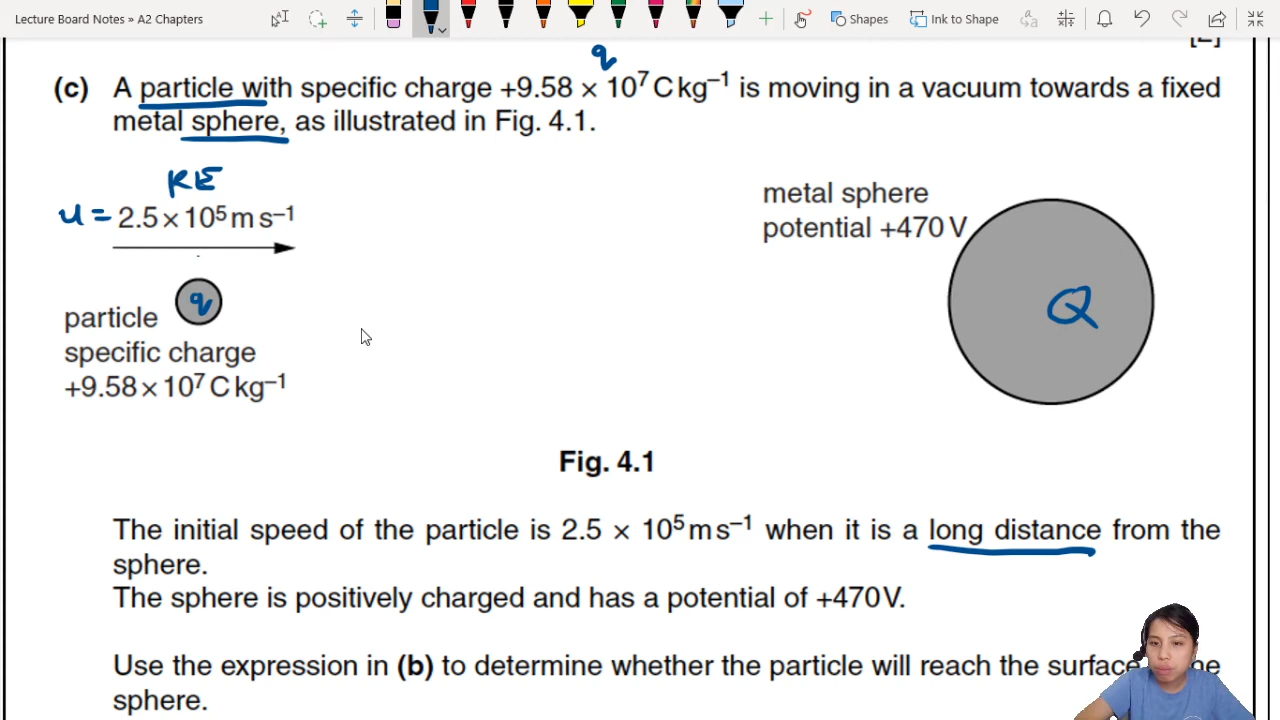 Lecture Board Notes » A2 Chapters
Shapes
Ink to Shape
[2]
q
(c) A particle with specific charge +9.58 × 10⁷ C kg⁻¹ is moving in a vacuum towards a fixed
metal sphere, as illustrated in Fig. 4.1.
KE
u = 2.5 × 10⁵ m s⁻¹
metal sphere
potential +470 V
q
Q
particle
specific charge
+9.58 × 10⁷ C kg⁻¹
Fig. 4.1
The initial speed of the particle is 2.5 × 10⁵ m s⁻¹ when it is a long distance from the
sphere.
The sphere is positively charged and has a potential of +470 V.
Use the expression in (b) to determine whether the particle will reach the surface
sphere.